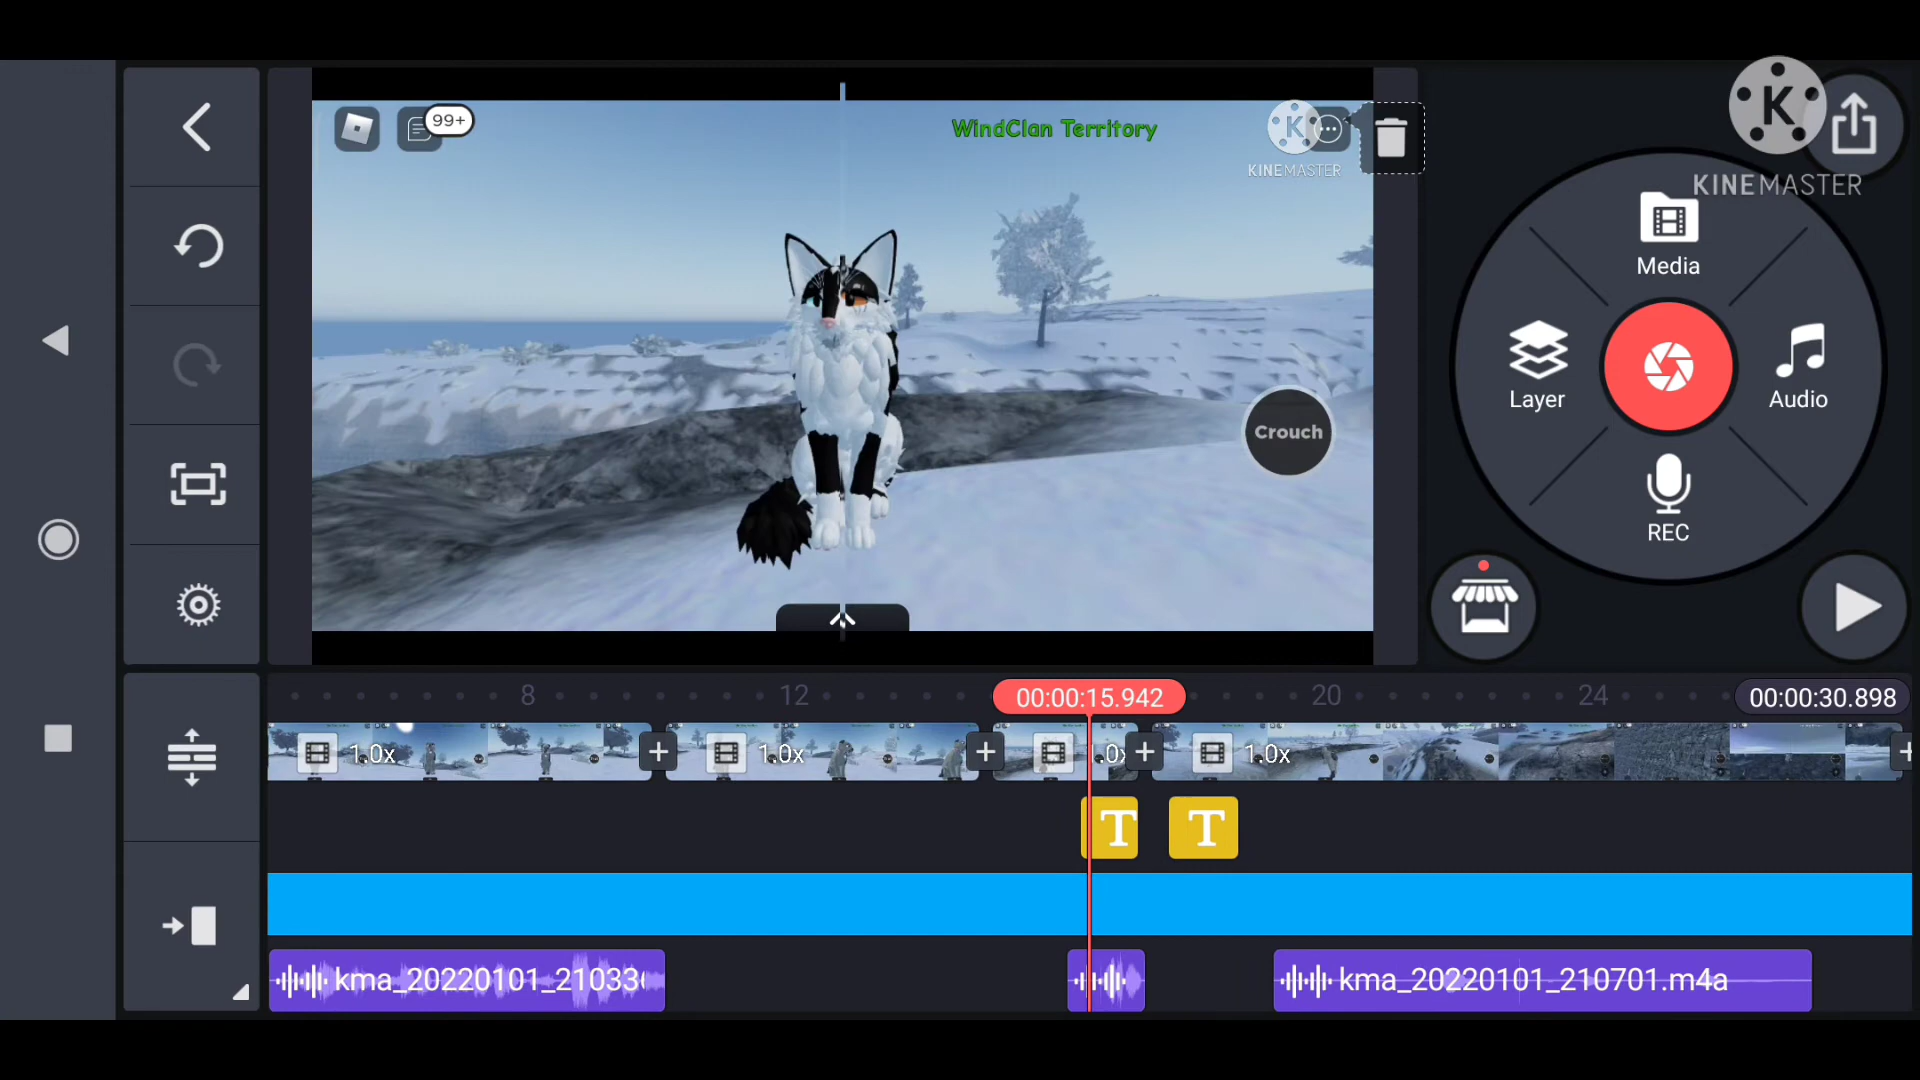 99+
WindClan Territory
K
KINEMASTER
K
KINEMASTER
Media
Layer
Audio
REC
Crouch
8
12
00:00:15.942
20
24
00:00:30.898
1.0x
1.0x
1.0x
T
T
kma_20220101_21033
kma_20220101_210701.m4a